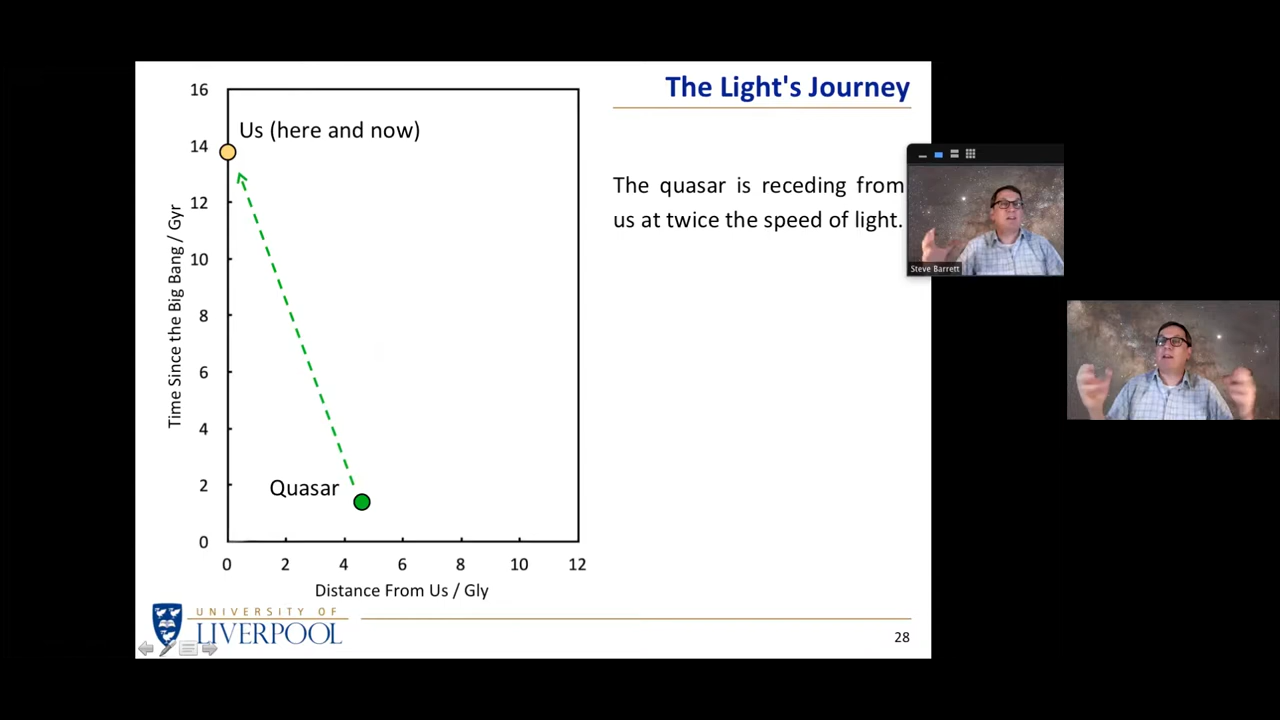 The Light's Journey
16
14
12
10
8
6
4
2
0
Time Since the Big Bang / Gyr
Us (here and now)
Quasar
0 2 4 6 8 10 12
Distance From Us / Gly
The quasar is receding from
us at twice the speed of light.
Steve Barrett
UNIVERSITY OF
LIVERPOOL
28